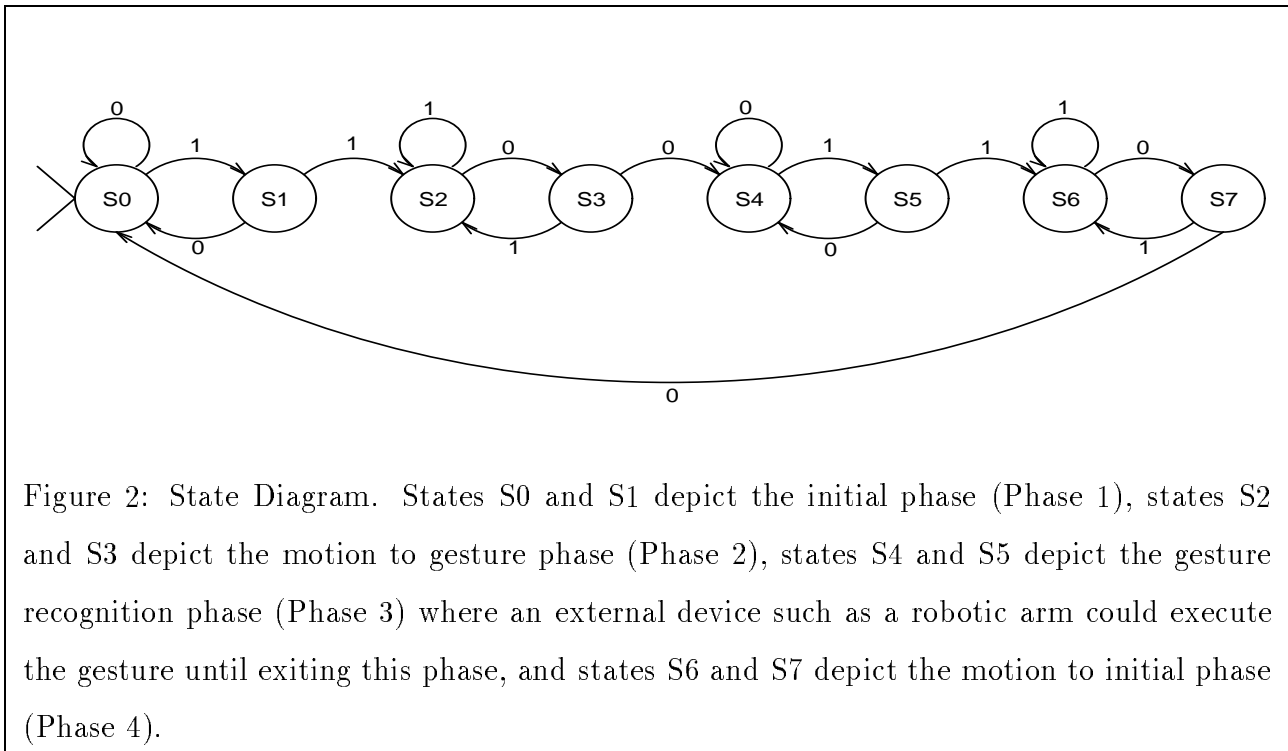 0 1 0 1
1 1 0 0 1 1 0
S0 S1 S2 S3 S4 S5 S6 S7
0 1 0 1
0
Figure 2: State Diagram. States S0 and S1 depict the initial phase (Phase 1), states S2
and S3 depict the motion to gesture phase (Phase 2), states S4 and S5 depict the gesture
recognition phase (Phase 3) where an external device such as a robotic arm could execute
the gesture until exiting this phase, and states S6 and S7 depict the motion to initial phase
(Phase 4).